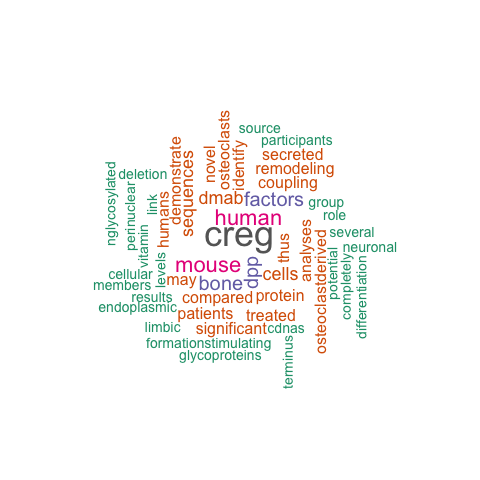 source
participants
osteoclasts
novel
identify
secreted
remodeling
coupling
demonstrate
sequences
deletion
nglycosylated
perinuclear
link
humans
vitamin
dmab
factors
group
role
human
creg
thus
analyses
several
neuronal
mouse
dpp
cells
bone
may
levels
cellular
members
results
endoplasmic
compared
protein
osteoclastderived
potential
completely
differentiation
patients
treated
limbic
significant
cdnas
formationstimulating
glycoproteins
terminus